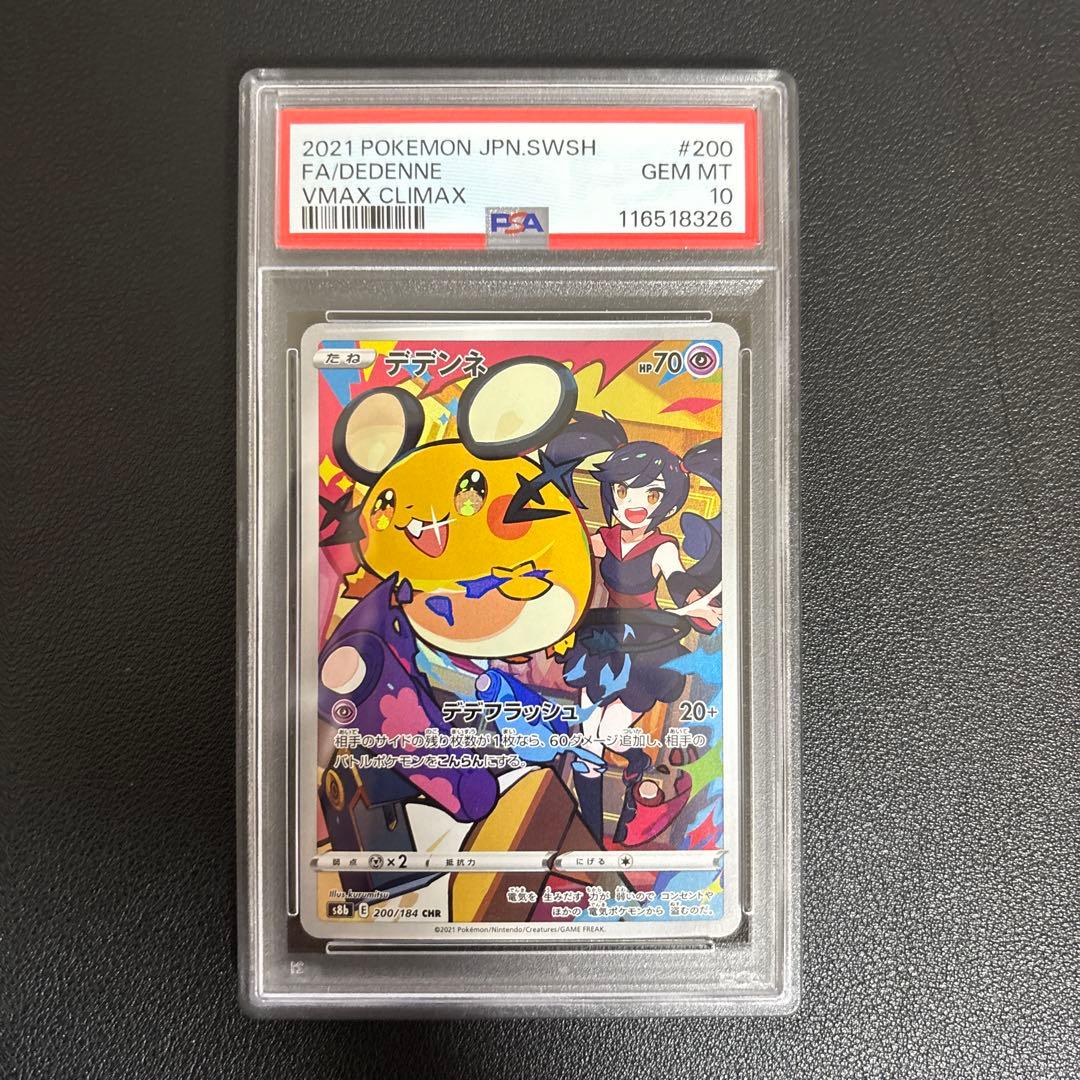 2021 POKEMON JPN.SWSH #200
FA/DEDENNE GEM MT
VMAX CLIMAX 10
PSA 116518326
たね デデンネ HP70
デデフラッシュ 20+
相手のサイドの残り枚数が1枚なら、60ダメージ追加し、相手の
バトルポケモンをこんらんにする。
弱点 ×2 抵抗力 にげる
Illus. kurumitsu
電気を 生みだす 力が 弱いので コンセントや
ほかの 電気ポケモンから 盗むのだ。
s8b E 200/184 CHR
©2021 Pokémon/Nintendo/Creatures/GAME FREAK.